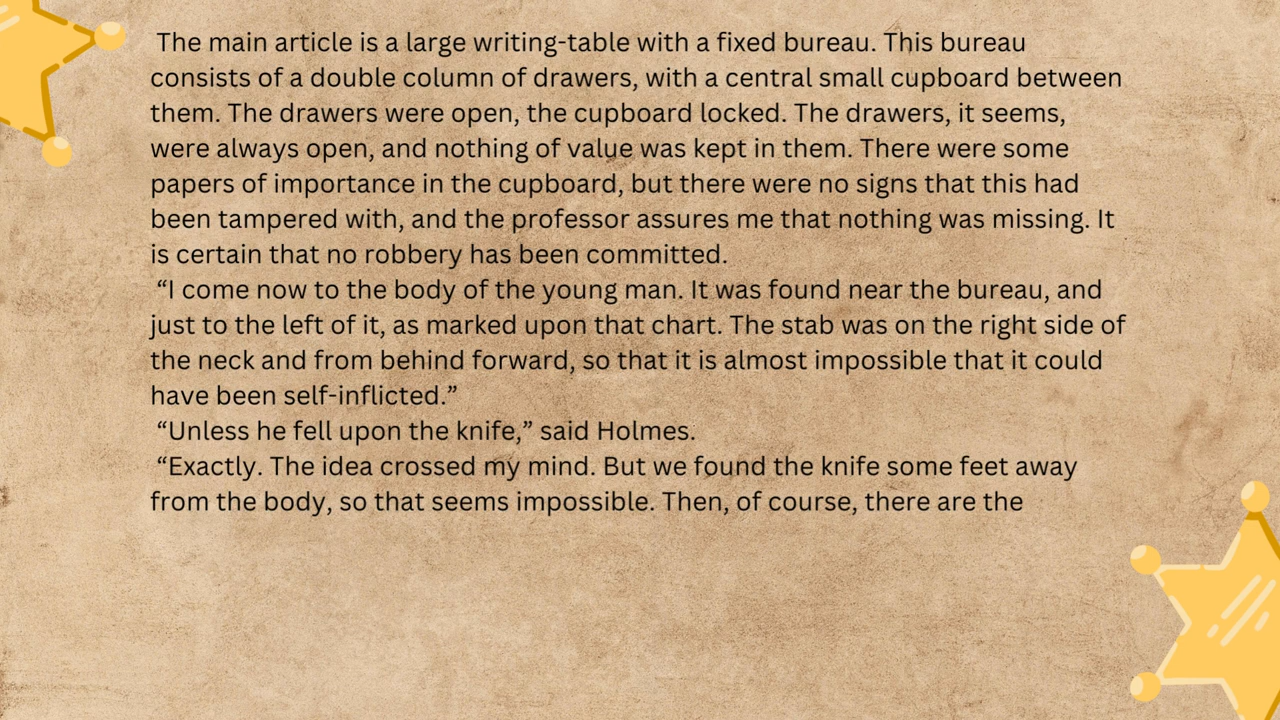 The main article is a large writing-table with a fixed bureau. This bureau
consists of a double column of drawers, with a central small cupboard between
them. The drawers were open, the cupboard locked. The drawers, it seems,
were always open, and nothing of value was kept in them. There were some
papers of importance in the cupboard, but there were no signs that this had
been tampered with, and the professor assures me that nothing was missing. It
is certain that no robbery has been committed.
“I come now to the body of the young man. It was found near the bureau, and
just to the left of it, as marked upon that chart. The stab was on the right side of
the neck and from behind forward, so that it is almost impossible that it could
have been self-inflicted.”
“Unless he fell upon the knife,” said Holmes.
“Exactly. The idea crossed my mind. But we found the knife some feet away
from the body, so that seems impossible. Then, of course, there are the